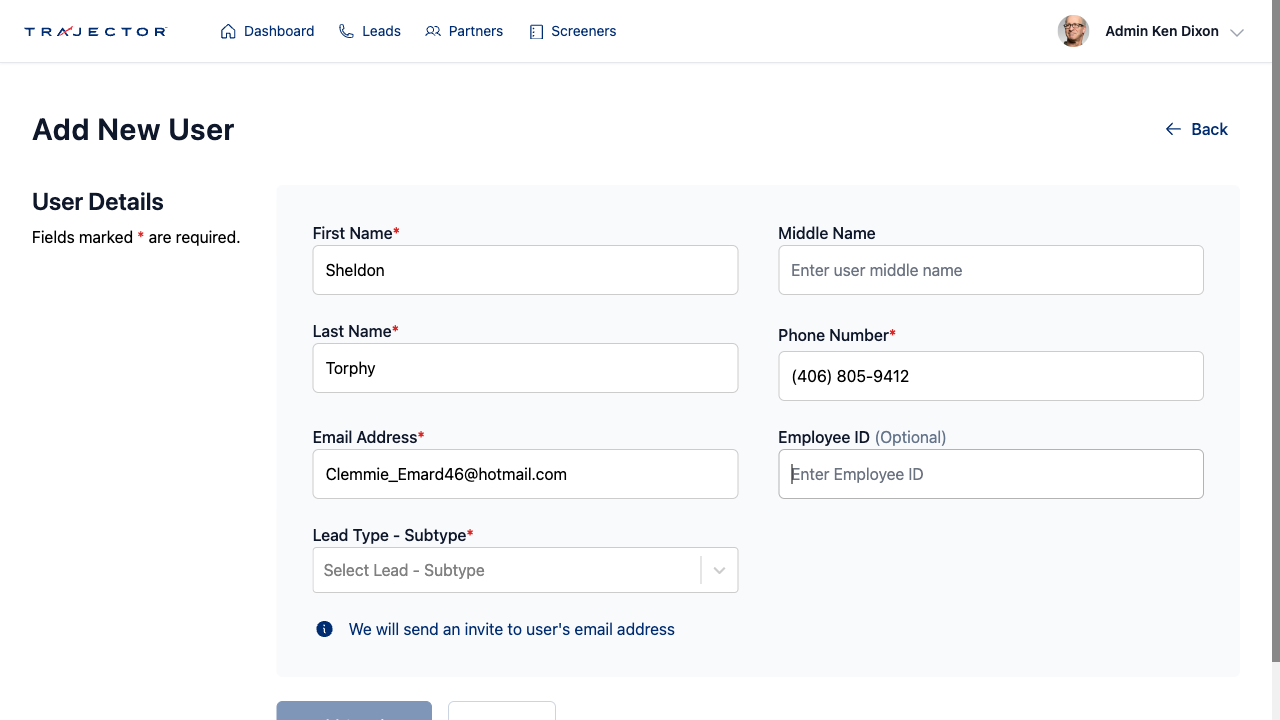 TRAJECTOR
Dashboard
Leads
Partners
Screeners
Admin Ken Dixon
Add New User
Back
User Details
Fields marked * are required.
First Name*
Sheldon
Middle Name
Enter user middle name
Last Name*
Torphy
Phone Number*
(406) 805-9412
Email Address*
Clemmie_Emard46@hotmail.com
Employee ID (Optional)
Enter Employee ID
Lead Type - Subtype*
Select Lead - Subtype
We will send an invite to user's email address